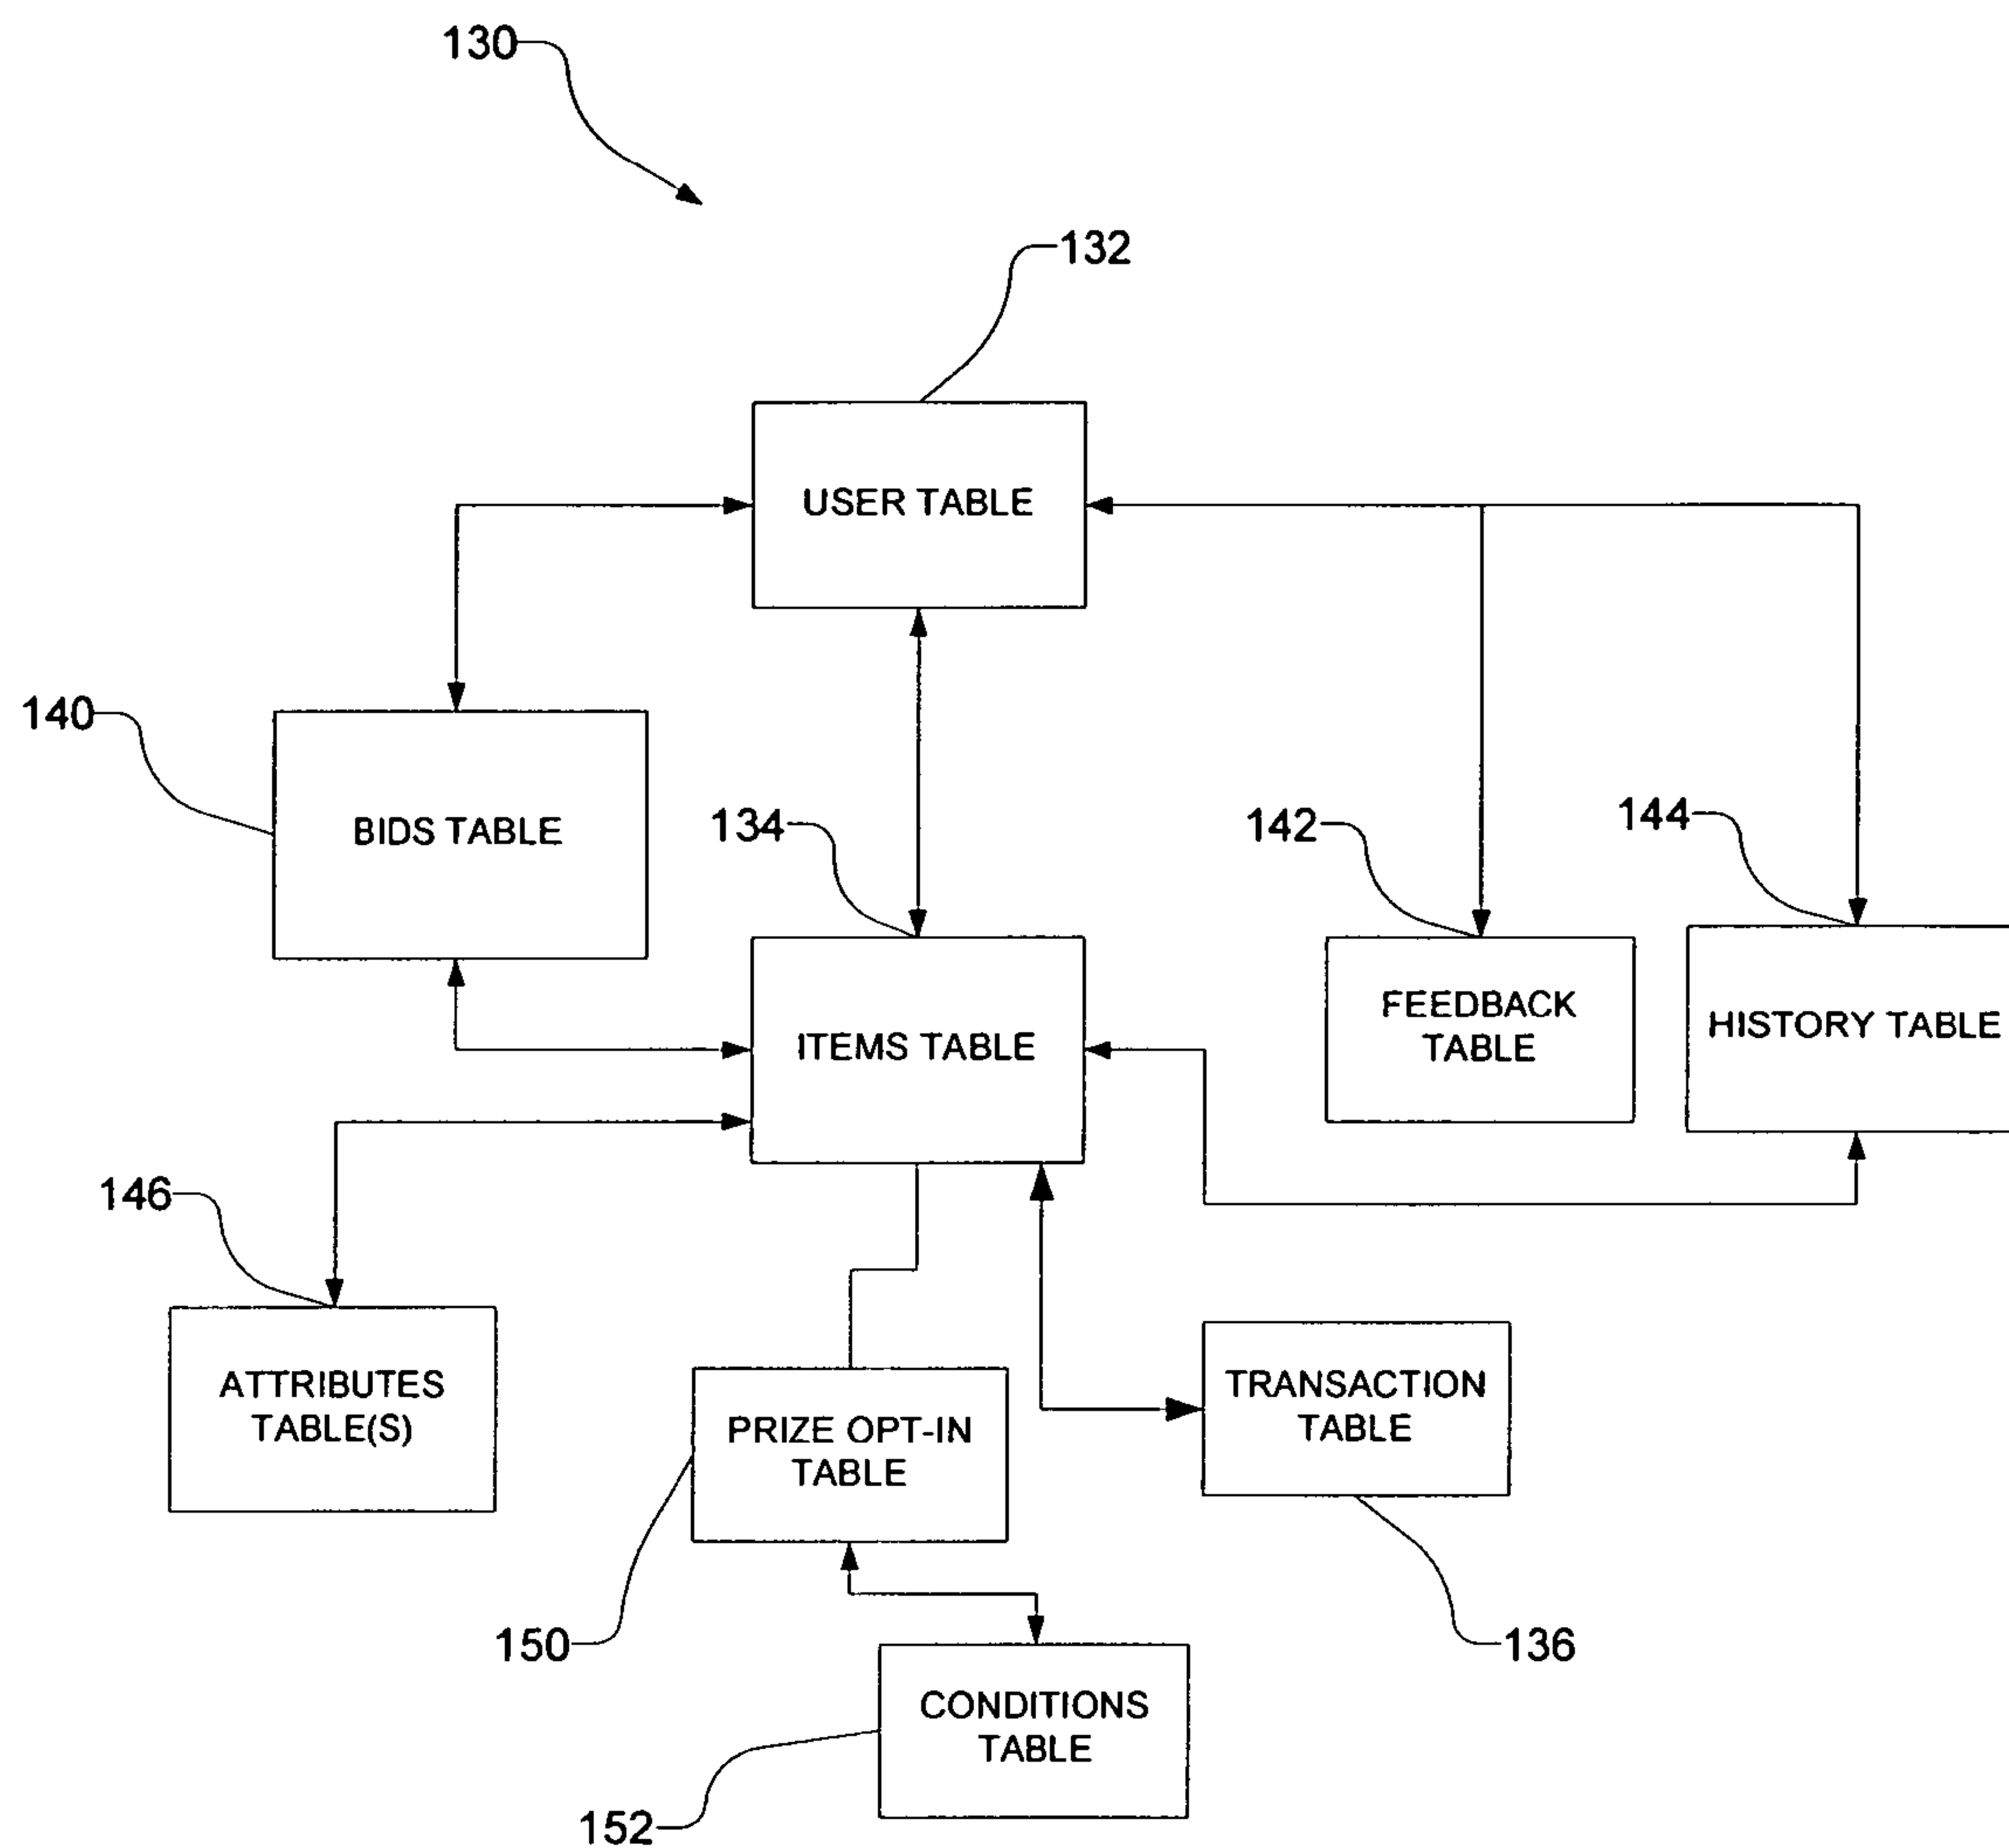 130
132
USER TABLE
140
BIDS TABLE
134
142
144
ITEMS TABLE
FEEDBACK
TABLE
HISTORY TABLE
146
ATTRIBUTES
TABLE(S)
PRIZE OPT-IN
TABLE
TRANSACTION
TABLE
150
136
CONDITIONS
TABLE
152